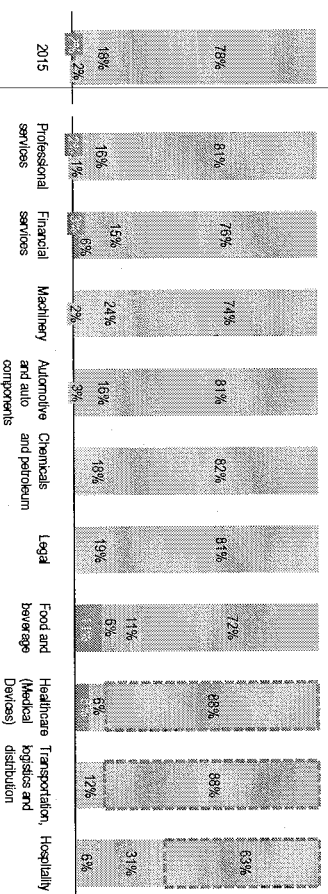 78%
18%
2%
2015
81%
16%
1%
Professional
services
76%
15%
6%
Financial
services
74%
24%
2%
Machinery
81%
16%
3%
Automotive
and auto
components
82%
18%
Chemicals
and petroleum
81%
19%
Legal
72%
11%
6%
Food and
beverage
88%
6%
Healthcare
(Medical
Devices)
88%
12%
Transportation,
logistics and
distribution
63%
31%
6%
Hospitality